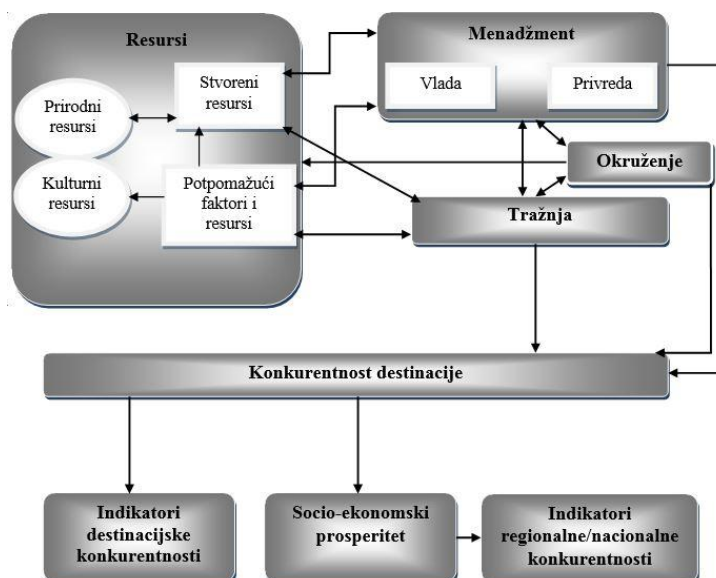 Resursi
Stvoreni
resursi
Prirodni
resursi
Kulturni
resursi
Potpomažući
faktori i
resursi
Menadžment
Vlada
Privreda
Okruženje
Tražnja
Konkurentnost destinacije
Indikatori
destinacijske
konkurentnosti
Socio-ekonomski
prosperitet
Indikatori
regionalne/nacionalne
konkurentnosti